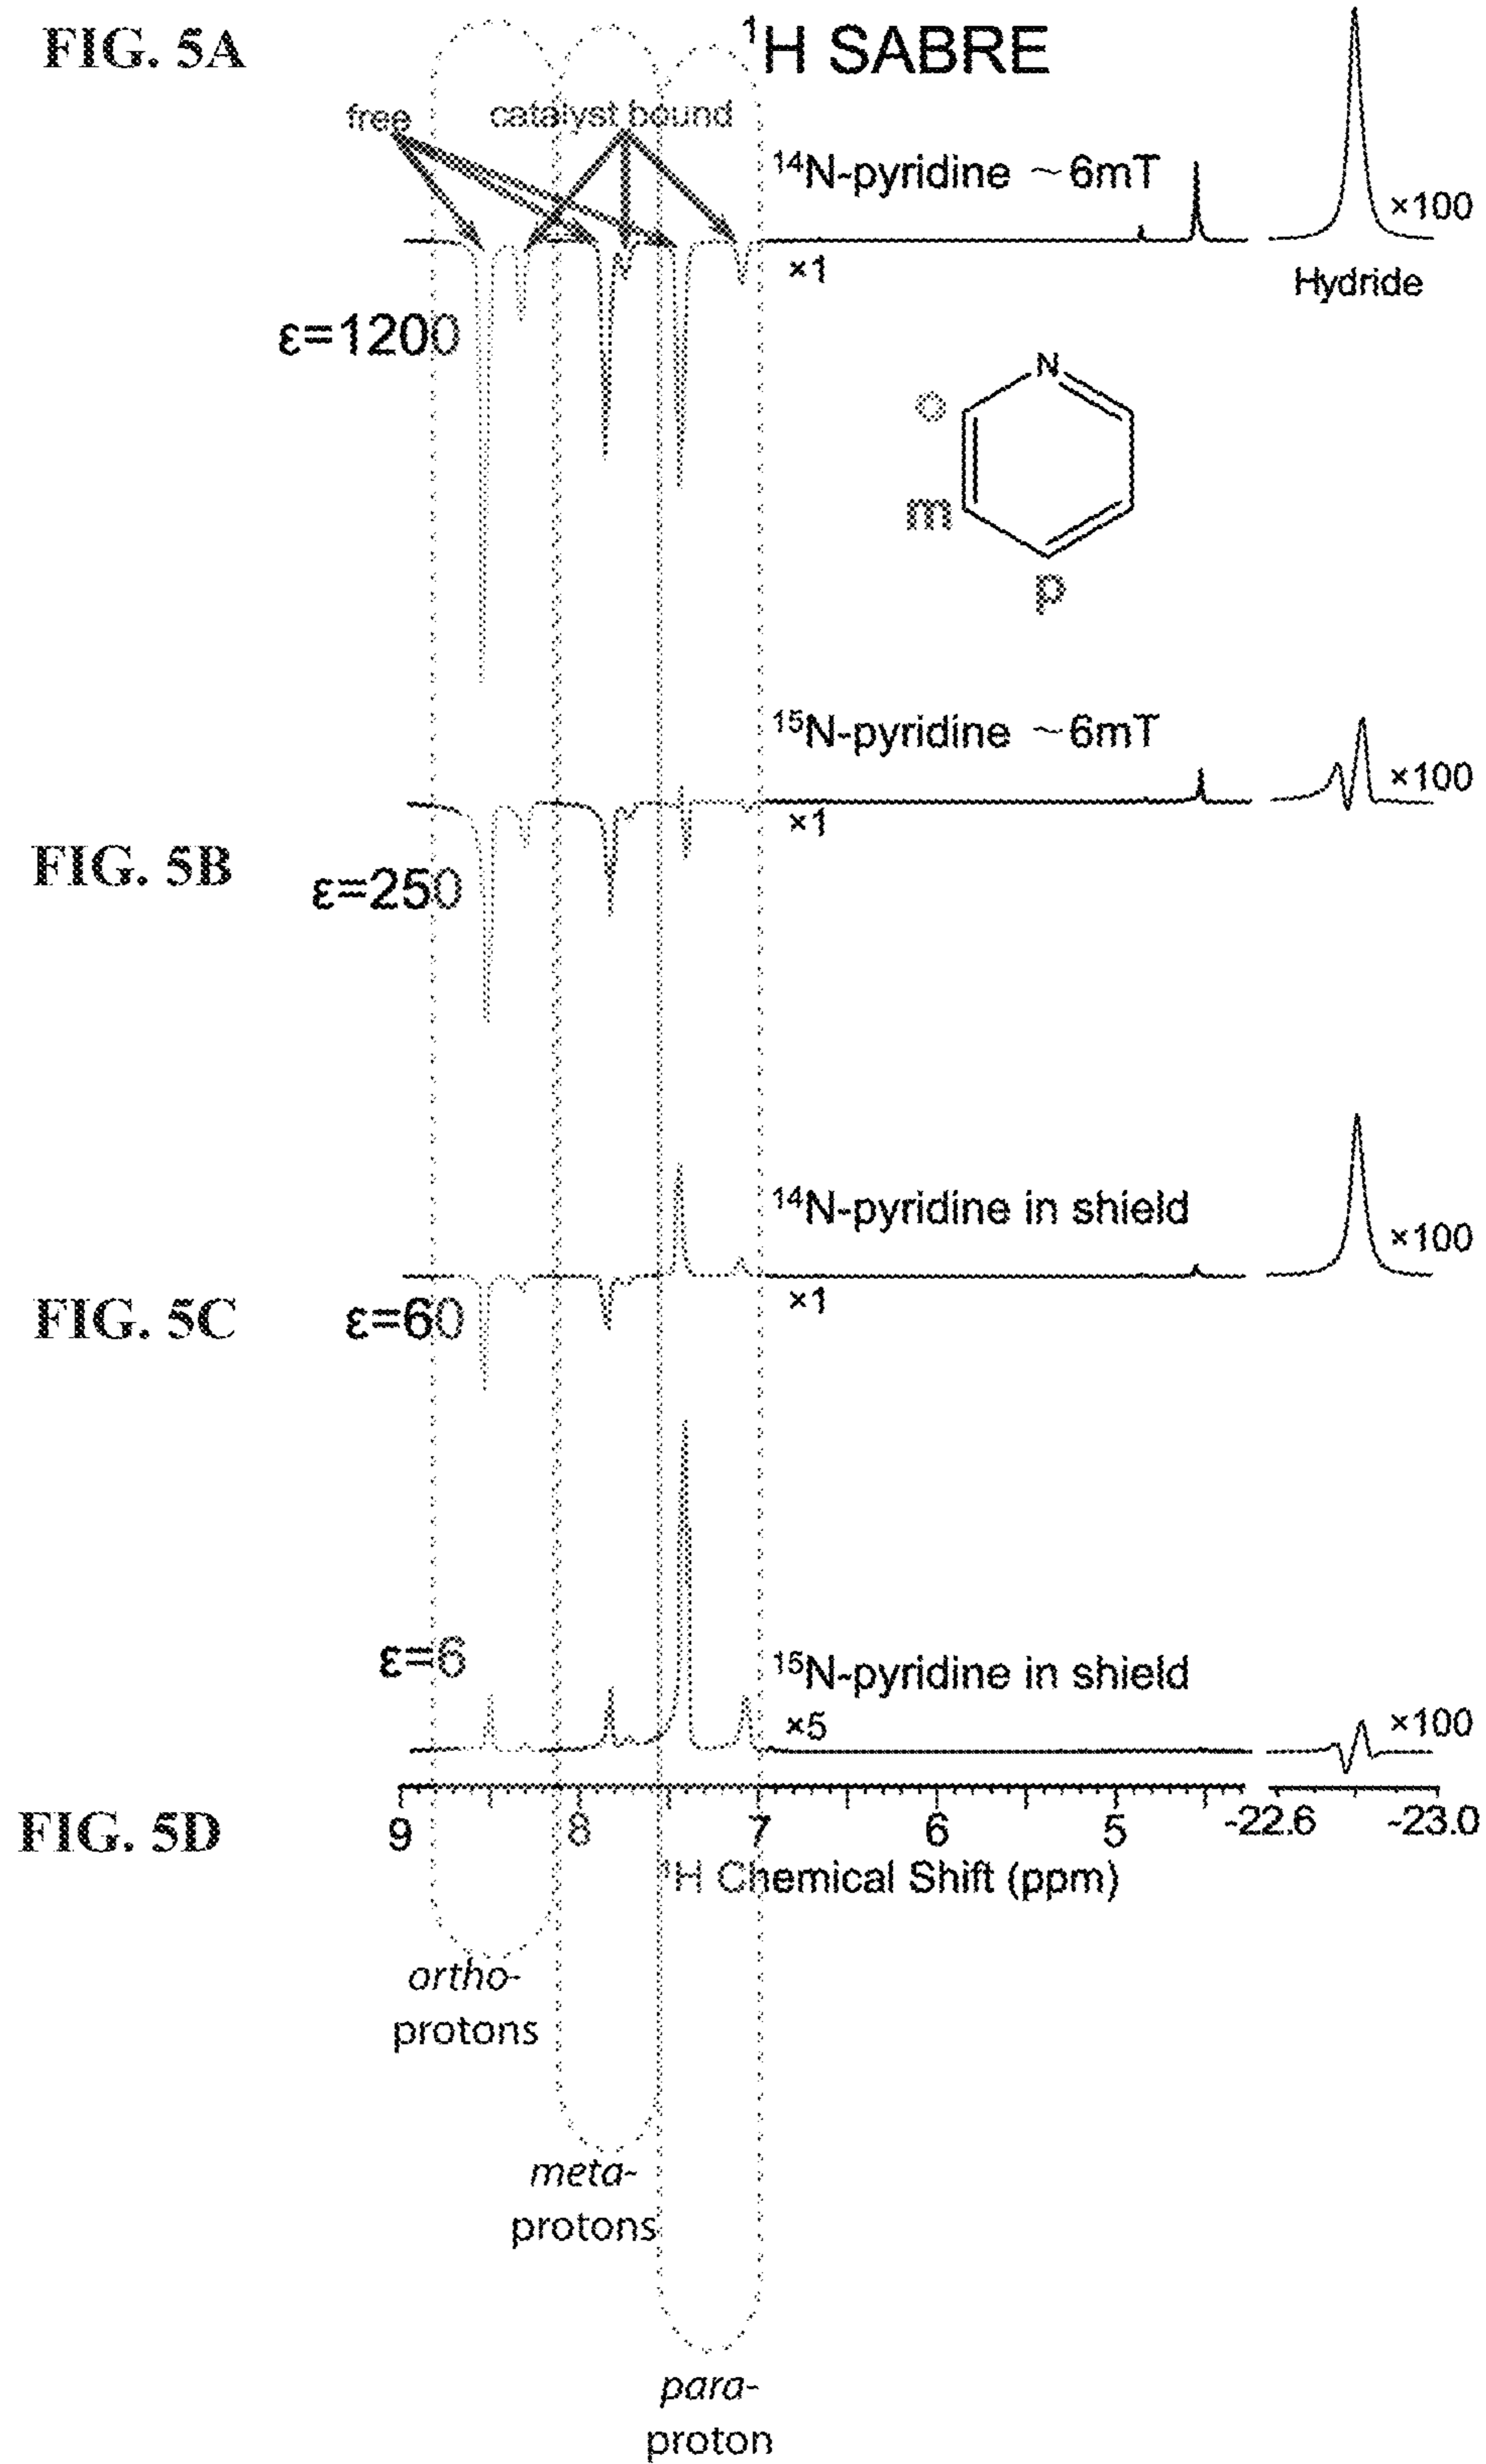 FIG. 5A
¹H SABRE
free
catalyst bound
¹⁴N-pyridine ~6mT
×100
×1
Hydride
ε=1200
N
o
m
p
¹⁵N-pyridine ~6mT
×100
×1
FIG. 5B
ε=250
¹⁴N-pyridine in shield
×100
×1
FIG. 5C
ε=60
ε=6
¹⁵N-pyridine in shield
×5
×100
FIG. 5D
9 8 7 6 5 -22.6 -23.0
¹H Chemical Shift (ppm)
ortho-
protons
meta-
protons
para-
proton